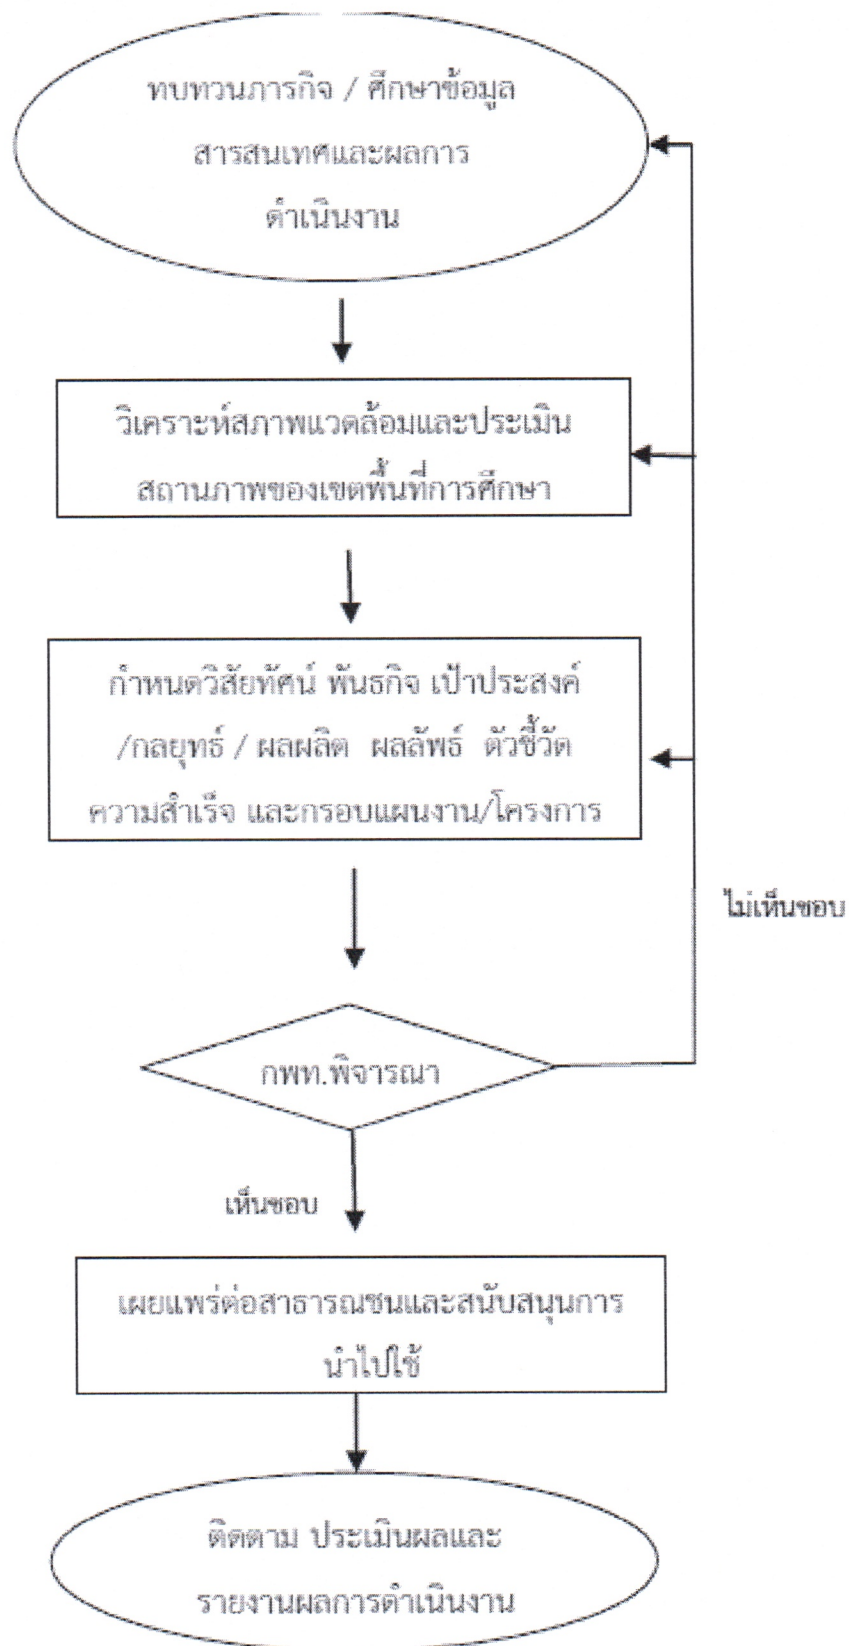 ทบทวนภารกิจ / ศึกษาข้อมูล
สารสนเทศและผลการ
ดำเนินงาน
วิเคราะห์สภาพแวดล้อมและประเมิน
สถานภาพของเขตพื้นที่การศึกษา
กำหนดวิสัยทัศน์ พันธกิจ เป้าประสงค์
/กลยุทธ์ / ผลผลิต ผลลัพธ์ ตัวชี้วัด
ความสำเร็จ และกรอบแผนงาน/โครงการ
ไม่เห็นชอบ
กพท.พิจารณา
เห็นชอบ
เผยแพร่ต่อสาธารณชนและสนับสนุนการ
นำไปใช้
ติดตาม ประเมินผลและ
รายงานผลการดำเนินงาน